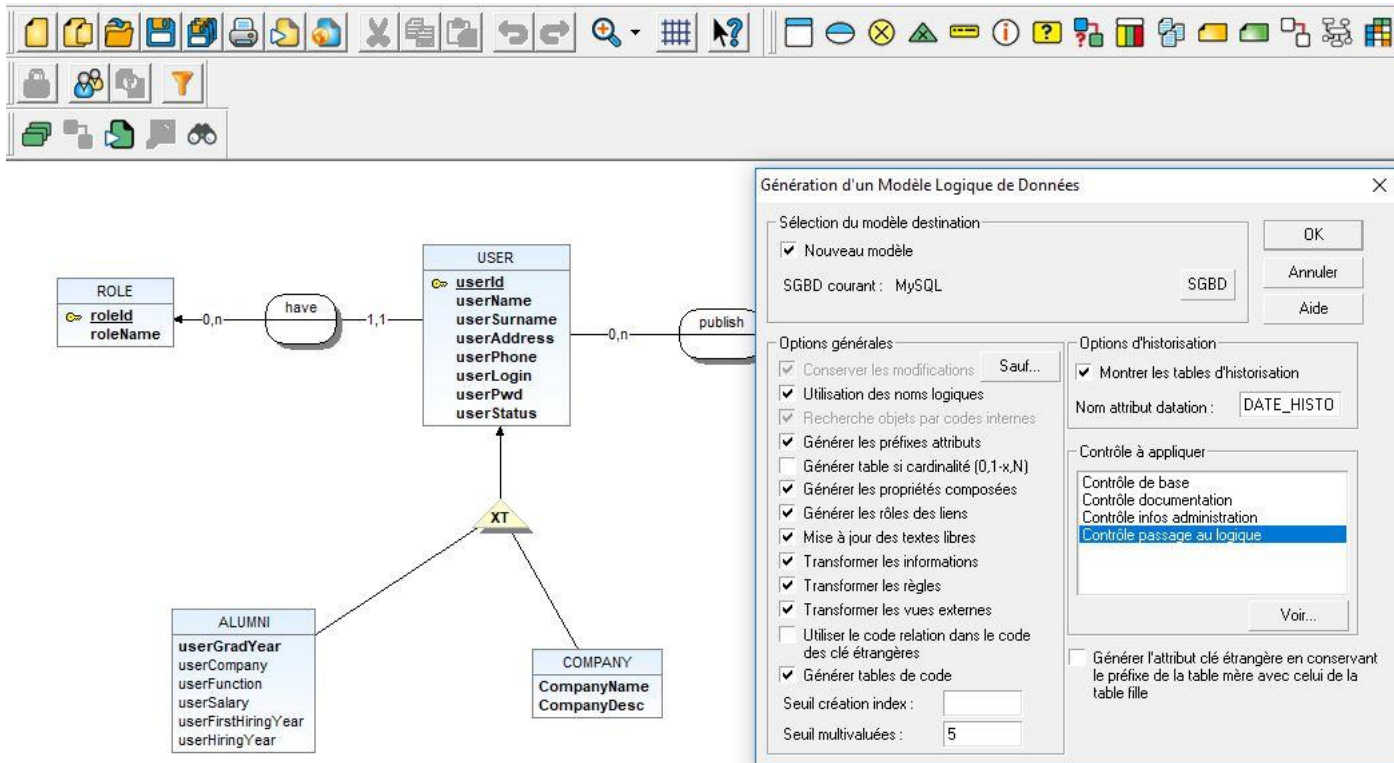 ROLE
roleId
roleName
0,n
have
1,1
USER
userId
userName
userSurname
userAddress
userPhone
userLogin
userPwd
userStatus
0,n
publish
XT
ALUMNI
userGradYear
userCompany
userFunction
userSalary
userFirstHiringYear
userHiringYear
COMPANY
CompanyName
CompanyDesc
Génération d'un Modèle Logique de Données
Sélection du modèle destination
Nouveau modèle
SGBD courant : MySQL
SGBD
OK
Annuler
Aide
Options générales
Conserver les modifications
Sauf...
Utilisation des noms logiques
Recherche objets par codes internes
Générer les préfixes attributs
Générer table si cardinalité (0,1-x,N)
Générer les propriétés composées
Générer les rôles des liens
Mise à jour des textes libres
Transformer les informations
Transformer les règles
Transformer les vues externes
Utiliser le code relation dans le code
des clé étrangères
Générer tables de code
Seuil création index :
Seuil multivaluées : 5
Options d'historisation
Montrer les tables d'historisation
Nom attribut datation : DATE_HISTO
Contrôle à appliquer
Contrôle de base
Contrôle documentation
Contrôle infos administration
Contrôle passage au logique
Voir...
Générer l'attribut clé étrangère en conservant
le préfixe de la table mère avec celui de la
table fille